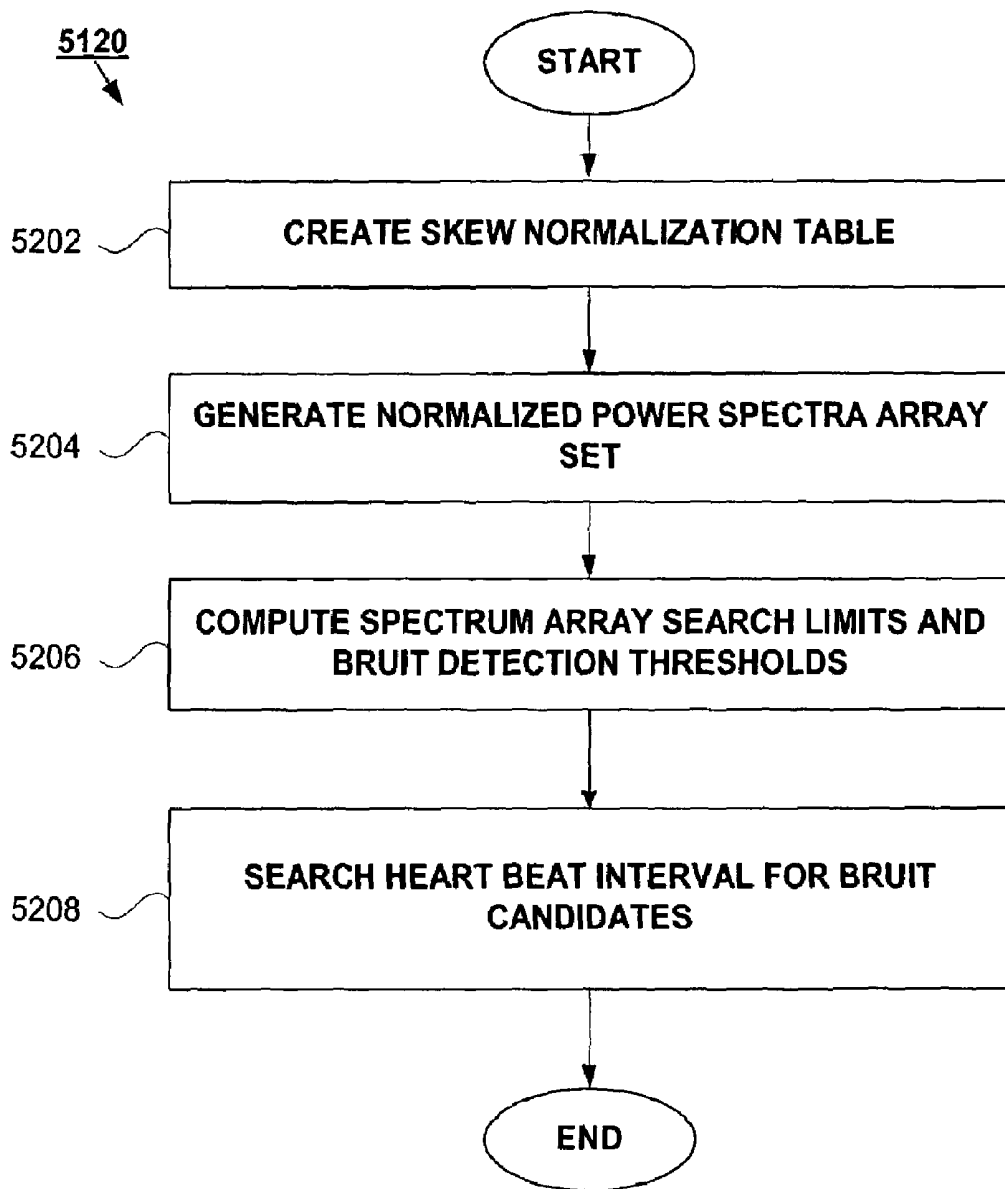 5120
START
5202
CREATE SKEW NORMALIZATION TABLE
5204
GENERATE NORMALIZED POWER SPECTRA ARRAY
SET
5206
COMPUTE SPECTRUM ARRAY SEARCH LIMITS AND
BRUIT DETECTION THRESHOLDS
5208
SEARCH HEART BEAT INTERVAL FOR BRUIT
CANDIDATES
END